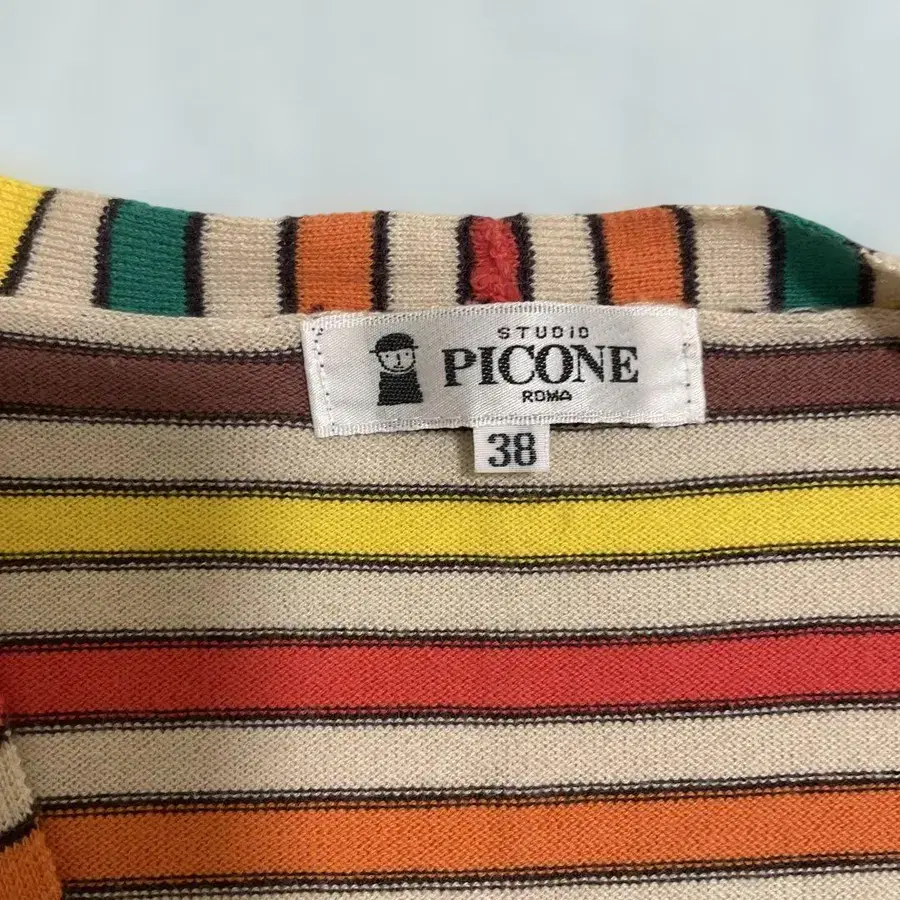 STUDIO
PICONE
ROMA
38